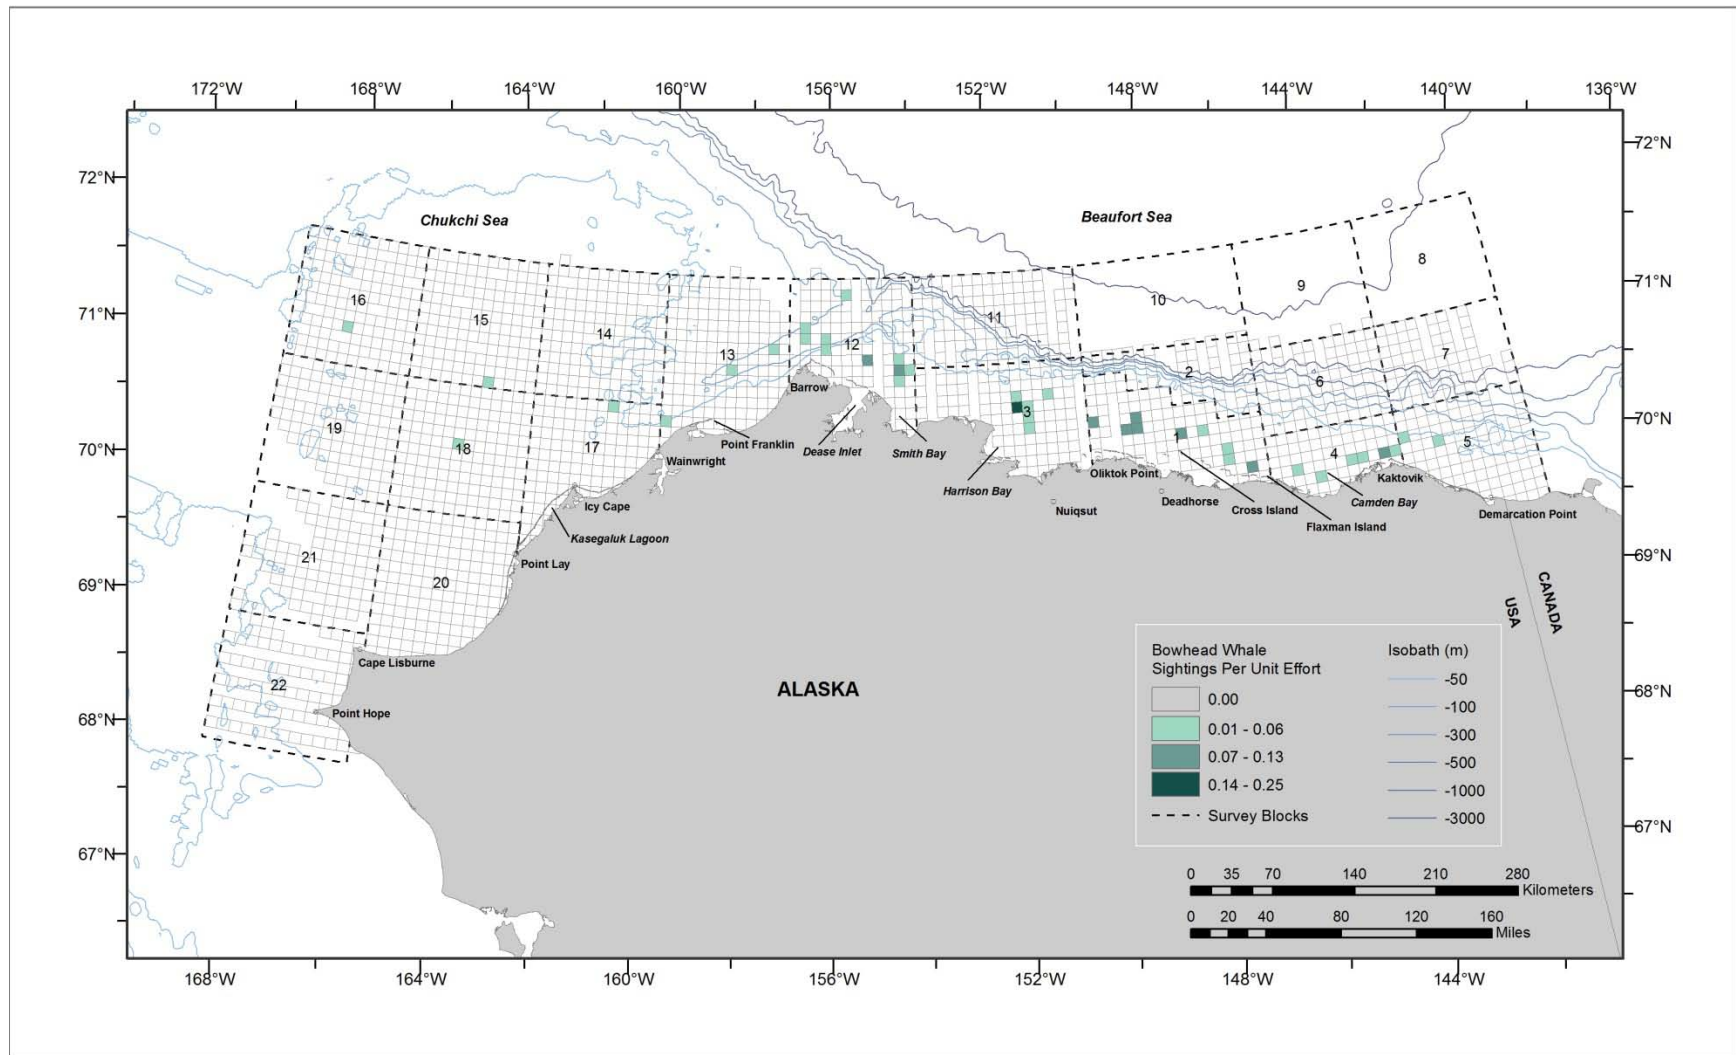 172°W 168°W 164°W 160°W 156°W 152°W 148°W 144°W 140°W 136°W
72°N
72°N
Chukchi Sea
Beaufort Sea
8
9
10
71°N
71°N
16
15
14
13
12
11
2
6
7
70°N
70°N
19
18
17
3
1
4
5
Barrow
Point Franklin
Dease Inlet
Smith Bay
Wainwright
Harrison Bay
Oliktok Point
Kaktovik
Icy Cape
Nuiqsut
Deadhorse
Cross Island
Camden Bay
Demarcation Point
Flaxman Island
Kasegaluk Lagoon
69°N
69°N
21
20
Point Lay
CANADA
USA
Cape Lisburne
22
68°N
68°N
Point Hope
ALASKA
Bowhead Whale
Sightings Per Unit Effort
0.00
0.01 - 0.06
0.07 - 0.13
0.14 - 0.25
Survey Blocks
Isobath (m)
-50
-100
-300
-500
-1000
-3000
67°N
67°N
0 35 70 140 210 280
Kilometers
0 20 40 80 120 160
Miles
168°W 164°W 160°W 156°W 152°W 148°W 144°W